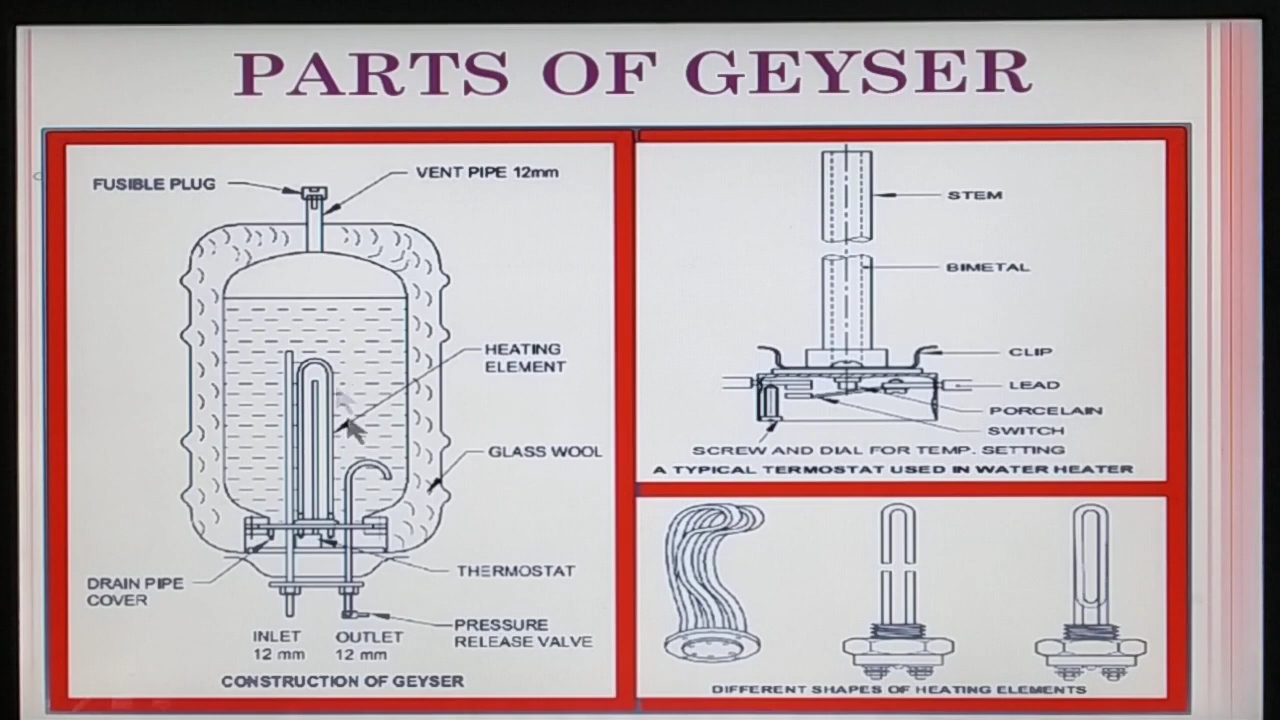 PARTS OF GEYSER
FUSIBLE PLUG
VENT PIPE 12mm
HEATING
ELEMENT
GLASS WOOL
DRAIN PIPE
COVER
THERMOSTAT
INLET
12 mm
OUTLET
12 mm
PRESSURE
RELEASE VALVE
CONSTRUCTION OF GEYSER
STEM
BIMETAL
CLIP
LEAD
PORCELAIN
SWITCH
SCREW AND DIAL FOR TEMP. SETTING
A TYPICAL TERMOSTAT USED IN WATER HEATER
DIFFERENT SHAPES OF HEATING ELEMENTS